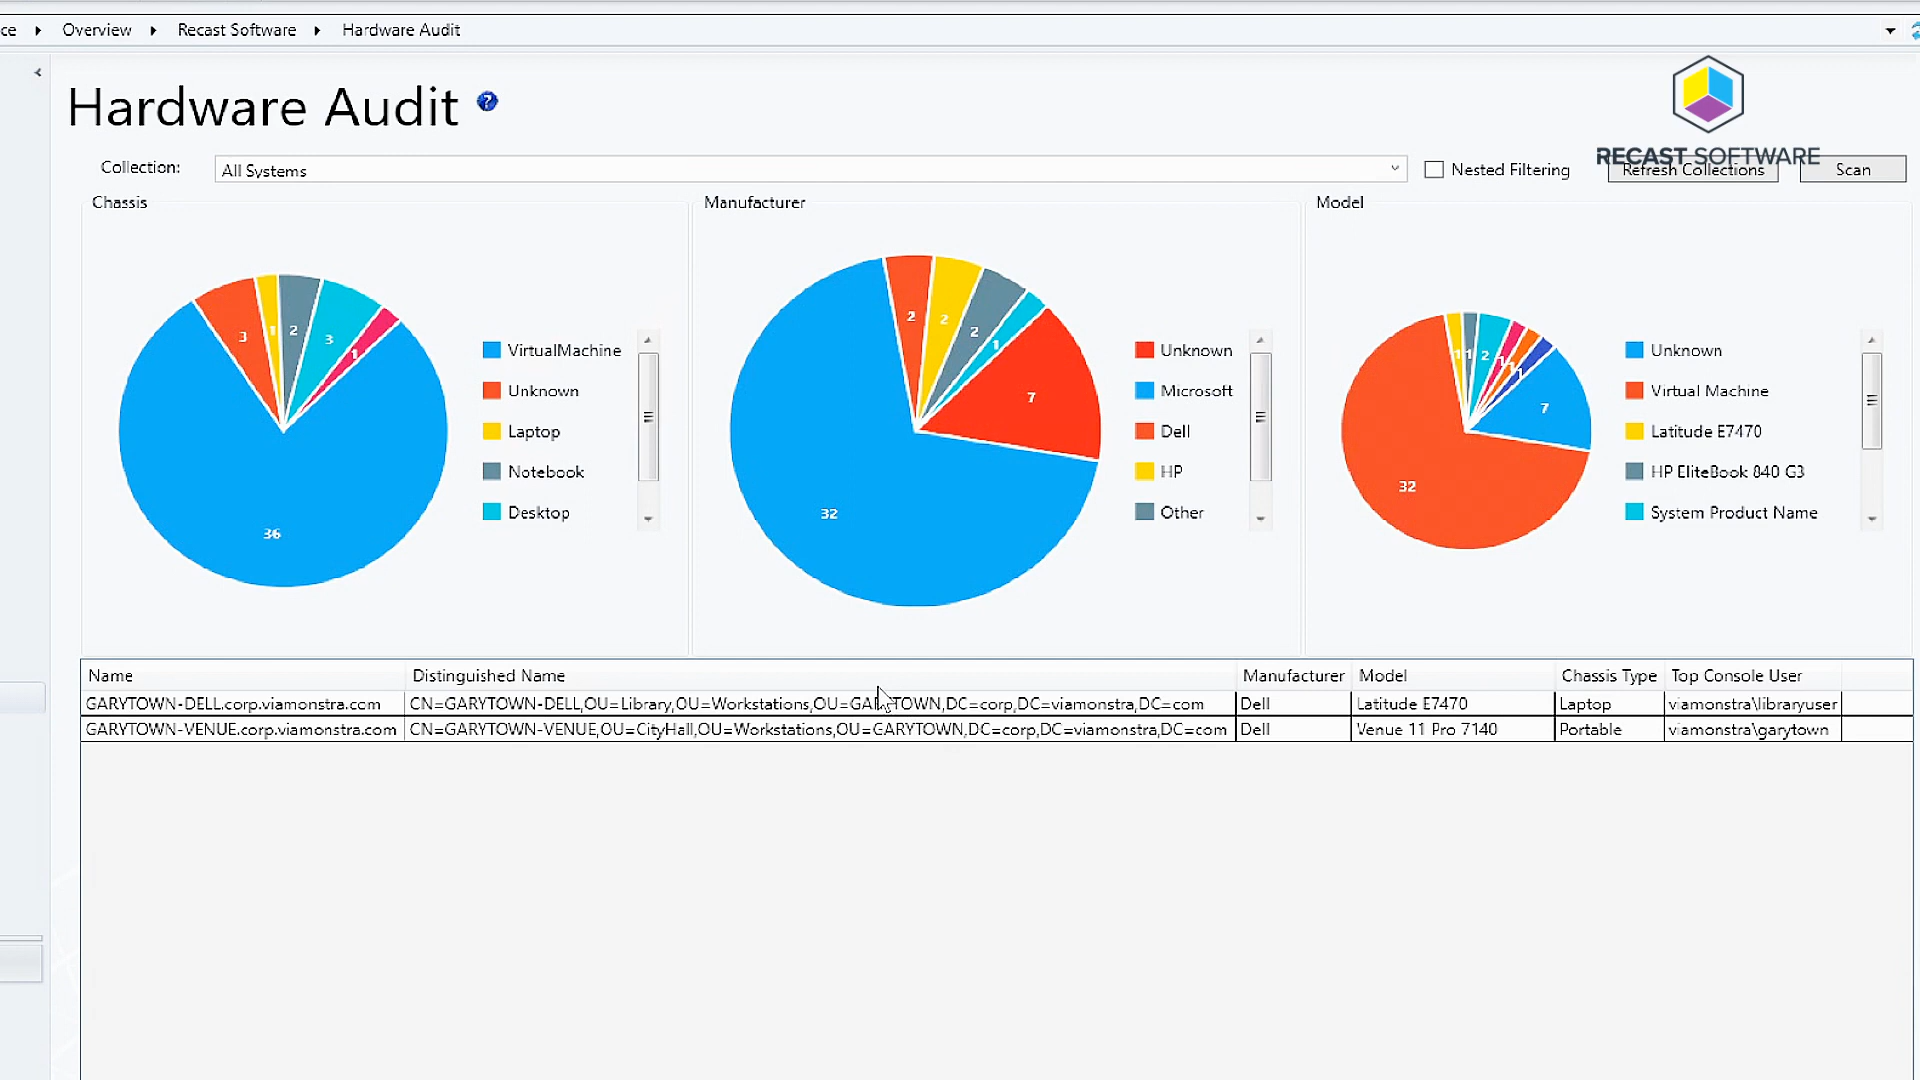 ce Overview Recast Software Hardware Audit
Hardware Audit ?
RECAST SOFTWARE
Collection: All Systems Nested Filtering Refresh Collections Scan
Chassis
3
1
2
3
1
36
VirtualMachine
Unknown
Laptop
Notebook
Desktop
Manufacturer
2
2
2
1
7
32
Unknown
Microsoft
Dell
HP
Other
Model
1
1
2
1
1
1
7
32
Unknown
Virtual Machine
Latitude E7470
HP EliteBook 840 G3
System Product Name
Name Distinguished Name Manufacturer Model Chassis Type Top Console User
GARYTOWN-DELL.corp.viamonstra.com CN=GARYTOWN-DELL,OU=Library,OU=Workstations,OU=GARYTOWN,DC=corp,DC=viamonstra,DC=com Dell Latitude E7470 Laptop viamonstra\libraryuser
GARYTOWN-VENUE.corp.viamonstra.com CN=GARYTOWN-VENUE,OU=CityHall,OU=Workstations,OU=GARYTOWN,DC=corp,DC=viamonstra,DC=com Dell Venue 11 Pro 7140 Portable viamonstra\garytown